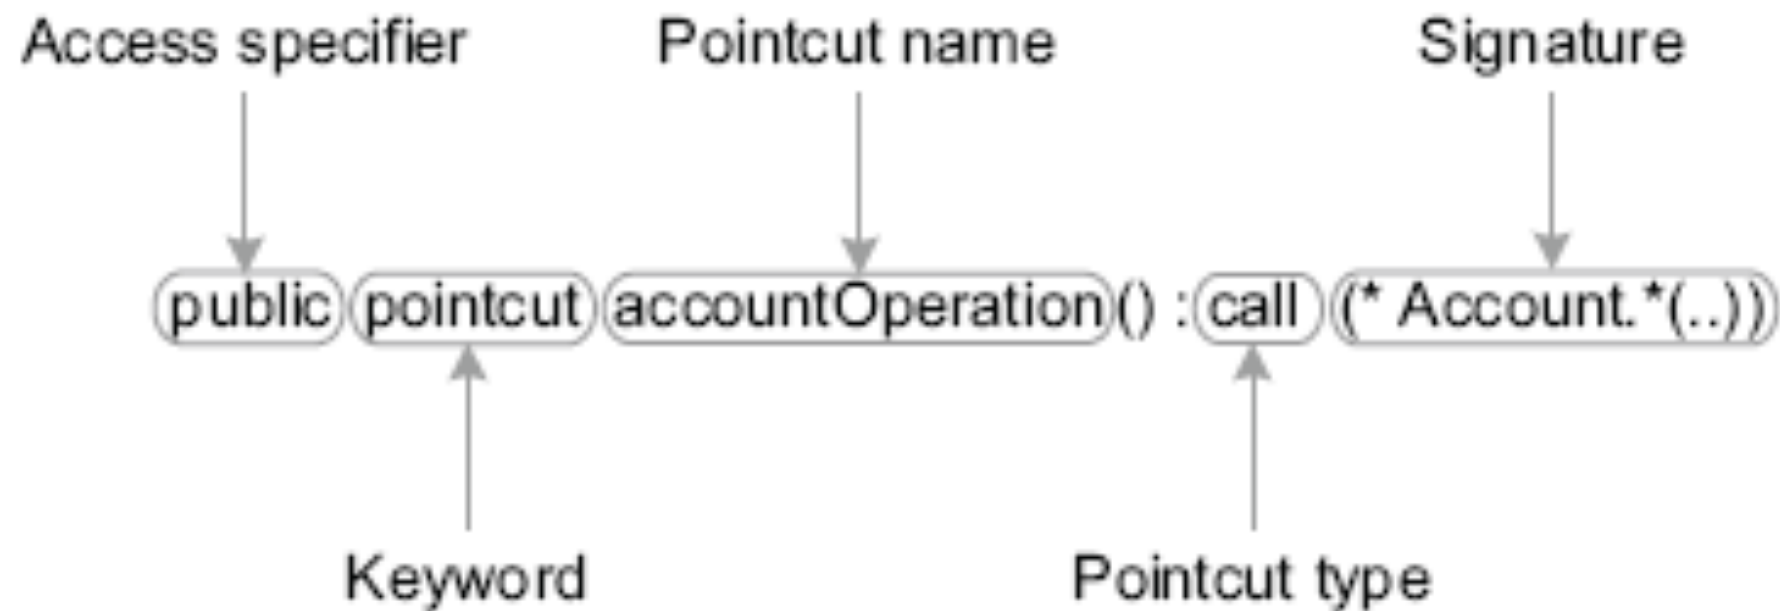 Access specifier Pointcut name Signature
public pointcut accountOperation() : call (* Account.*(..))
Keyword Pointcut type